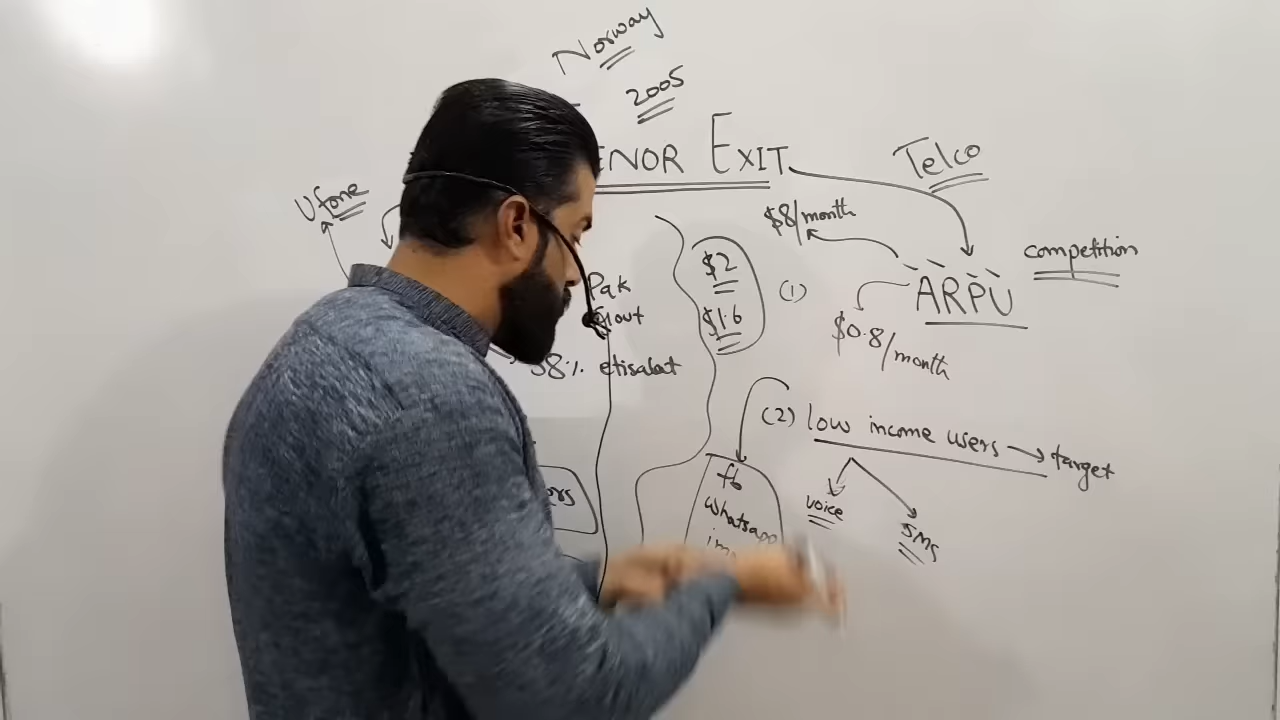 Norway
2005
ENOR EXIT
Telco
Ufone
$8/month
competition
$2
(1)
ARPU
Pak
$1.6
$0.8/month
38% etisalat
(2) low income users → target
fb
voice
whatsapp
SMS